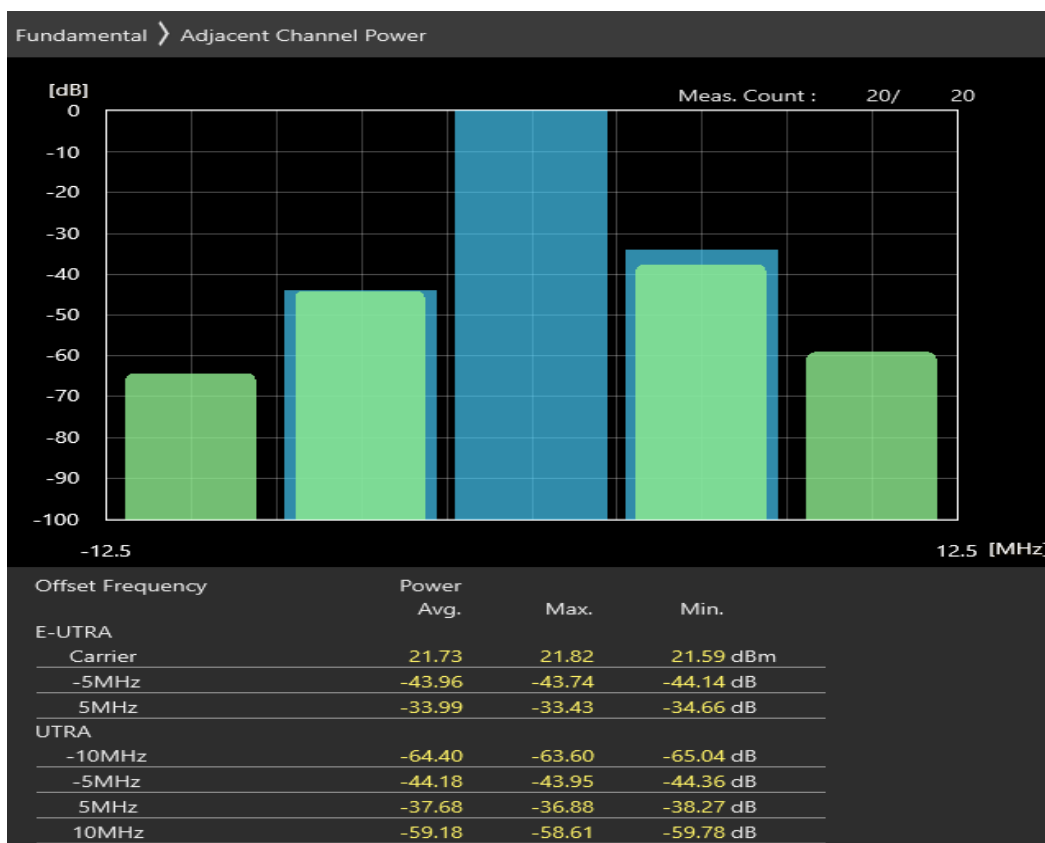 Fundamental 〉 Adjacent Channel Power
[dB]
Meas. Count : 20/ 20
0
-10
-20
-30
-40
-50
-60
-70
-80
-90
-100
-12.5 12.5 [MHz]
Offset Frequency Power
Avg. Max. Min.
E-UTRA
Carrier 21.73 21.82 21.59 dBm
-5MHz -43.96 -43.74 -44.14 dB
5MHz -33.99 -33.43 -34.66 dB
UTRA
-10MHz -64.40 -63.60 -65.04 dB
-5MHz -44.18 -43.95 -44.36 dB
5MHz -37.68 -36.88 -38.27 dB
10MHz -59.18 -58.61 -59.78 dB